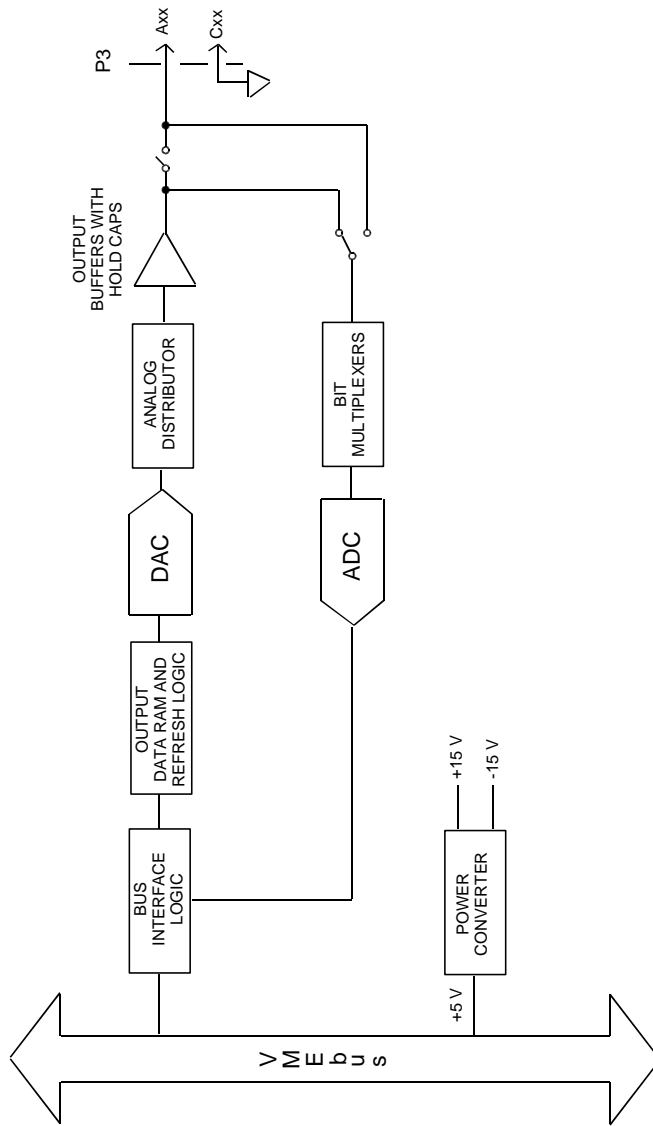 VMEbus
BUS
INTERFACE
LOGIC
OUTPUT
DATA RAM AND
REFRESH LOGIC
DAC
ANALOG
DISTRIBUTOR
OUTPUT
BUFFERS WITH
HOLD CAPS
P3
Axx
Cxx
ADC
BIT
MULTIPLEXERS
+5 V
POWER
CONVERTER
+15 V
-15 V